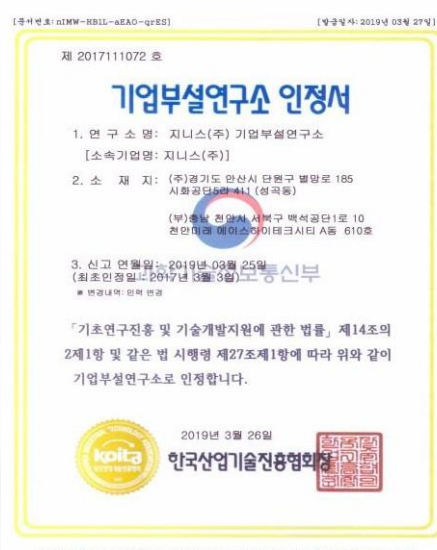 [문서번호: nIMW-HB1L-aEAO-qrES] [발급일자: 2019년 03월 27일]
제 2017111072 호
기업부설연구소 인정서
1. 연 구 소 명: 지니스(주) 기업부설연구소
[소속기업명: 지니스(주)]
2. 소 재 지: (주)경기도 안산시 단원구 별망로 185
시화공단5라 411 (성곡동)
(부)충남 천안시 서북구 백석공단1로 10
천안미래 에이스하이테크시티 A동 610호
3. 신고 연월일: 2019년 03월 25일
과학기술정보통신부
(최초인정일: 2017년 3월 3일)
※ 변경내역: 인력 변경
「기초연구진흥 및 기술개발지원에 관한 법률」 제14조의
2제1항 및 같은 법 시행령 제27조제1항에 따라 위와 같이
기업부설연구소로 인정합니다.
2019년 3월 26일
koita
한국산업기술진흥협회장